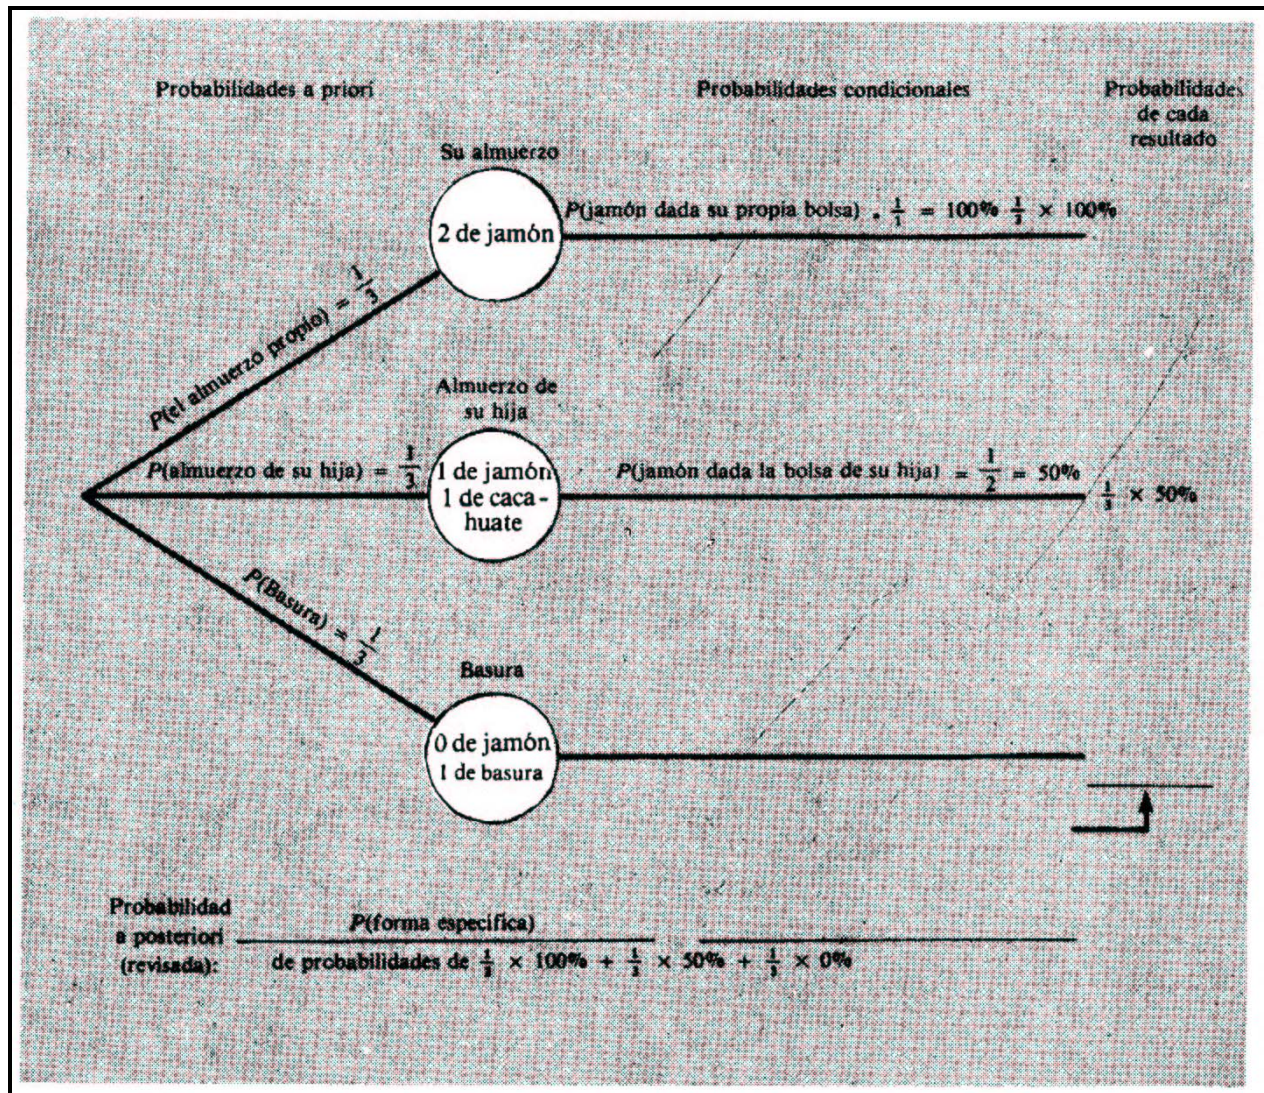 Probabilidades a priori
Probabilidades condicionales
Probabilidades
de cada
resultado
Su almuerzo
2 de jamón
P(jamón dada su propia bolsa) . 1/1 = 100% 1/3 × 100%
P(el almuerzo propio) = 1/3
Almuerzo de
su hija
P(almuerzo de su hija) = 1/3
1 de jamón
1 de caca-
huate
P(jamón dada la bolsa de su hija) = 1/2 = 50%
1/3 × 50%
P(Basura) = 1/3
Basura
0 de jamón
1 de basura
Probabilidad
a posteriori
(revisada):
P(forma especifica)
de probabilidades de 1/3 × 100% + 1/3 × 50% + 1/3 × 0%